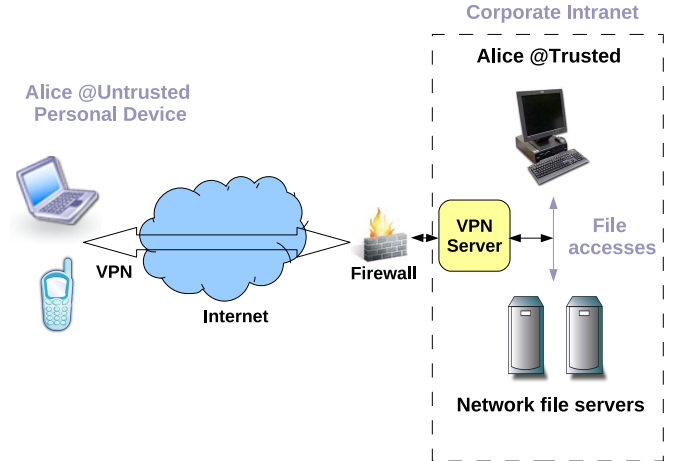 Corporate Intranet
Alice @Trusted
Alice @Untrusted
Personal Device
VPN
Internet
Firewall
VPN
Server
File
accesses
Network file servers